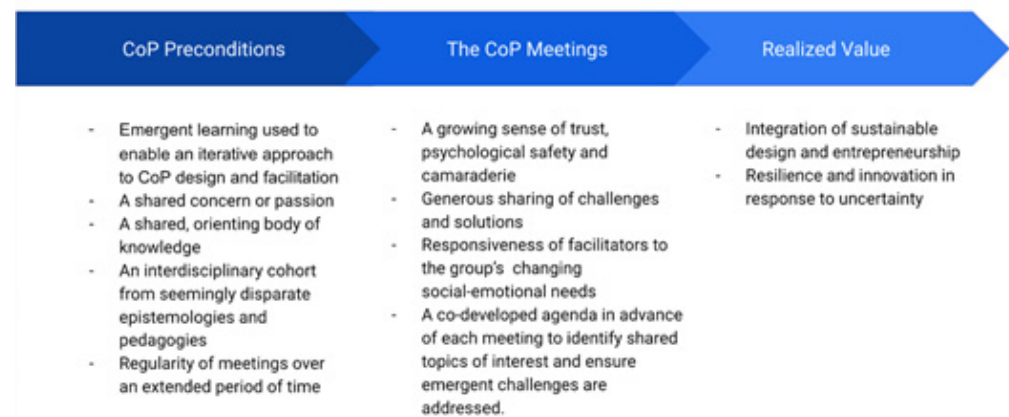 CoP Preconditions
The CoP Meetings
Realized Value
- Emergent learning used to
enable an iterative approach
to CoP design and facilitation
- A shared concern or passion
- A shared, orienting body of
knowledge
- An interdisciplinary cohort
from seemingly disparate
epistemologies and
pedagogies
- Regularity of meetings over
an extended period of time
- A growing sense of trust,
psychological safety and
camaraderie
- Generous sharing of challenges
and solutions
- Responsiveness of facilitators to
the group's changing
social-emotional needs
- A co-developed agenda in advance
of each meeting to identify shared
topics of interest and ensure
emergent challenges are
addressed.
- Integration of sustainable
design and entrepreneurship
- Resilience and innovation in
response to uncertainty